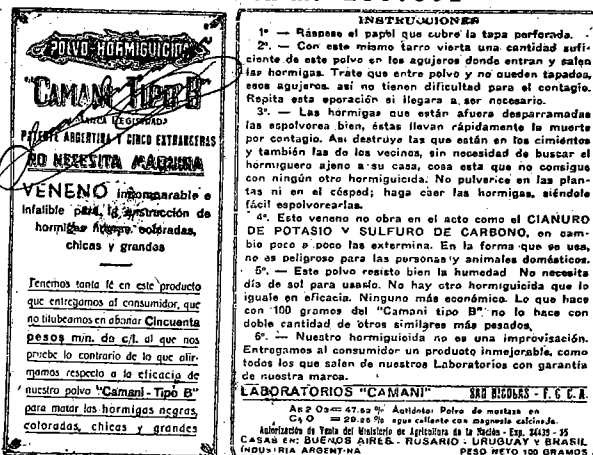 POLVO HORMIGUICIDA
"CAMANI TIPO B"
MARCA REGISTRADA
PATENTE ARGENTINA Y CINCO EXTRANJERAS
NO NECESITA MAQUINA
VENENO incomparable e
infalible para la destrucción de
hormigas negras, coloradas,
chicas y grandes
Tenemos tanta fé en este producto
que entregamos al consumidor, que
no titubeamos en abonar Cincuenta
pesos m/n. de c/l. al que nos
pruebe lo contrario de lo que afir-
mamos respecto a la eficacia de
nuestro polvo "Camani - Tipo B"
para matar las hormigas negras,
coloradas, chicas y grandes
INSTRUCCIONES
1º — Ráspese el papel que cubre la tapa perforada.
2º. — Con este mismo tarro vierta una cantidad sufi-
ciente de este polvo en los agujeros donde entran y salen
las hormigas. Trate que entre polvo y no queden tapados,
esos agujeros, así no tienen dificultad para el contagio.
Repita esta operación si llegara a ser necesario.
3º. — Las hormigas que están afuera desparramadas
las espolvorea bien, éstas llevan rápidamente la muerte
por contagio. Así destruye las que están en los cimientos
y también las de los vecinos, sin necesidad de buscar el
hormiguero ajeno a su casa, cosa esta que no consigue
con ningún otro hormiguicida. No pulverice en las plan-
tas ni en el césped; haga caer las hormigas, siéndole
fácil espolvorearlas.
4º. Este veneno no obra en el acto como el CIANURO
DE POTASIO Y SULFURO DE CARBONO, en cam-
bio poco a poco las extermina. En la forma que se usa,
no es peligroso para las personas y animales domésticos.
5º. — Este polvo resiste bien la humedad No necesita
día de sol para usarlo. No hay otro hormiguicida que lo
iguale en eficacia. Ninguno más económico. Lo que hace
con 100 gramos del "Camani tipo B" no lo hace con
doble cantidad de otros similares más pesados.
6º. — Nuestro hormiguicida no es una improvisación.
Entregamos al consumidor un producto inmejorable, como
todos los que salen de nuestros Laboratorios con garantía
de nuestra marca.
LABORATORIOS "CAMANI" SAN NICOLAS - F. C. C. A.
As 2 O3 = 47.52 % Antídoto: Polvo de mostaza en
Ca O = 28.28 % agua caliente con magnesia calcinada.
Autorización de Venta del Ministerio de Agricultura de la Nación - Exp. 34439 - 35
CASAS EN: BUENOS AIRES - ROSARIO - URUGUAY Y BRASIL
INDUSTRIA ARGENTINA PESO NETO 100 GRAMOS